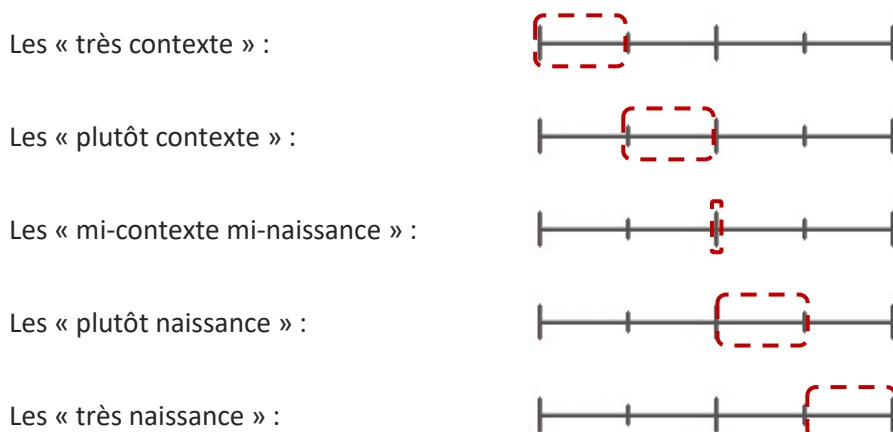 Les « très contexte » :
Les « plutôt contexte » :
Les « mi-contexte mi-naissance » :
Les « plutôt naissance » :
Les « très naissance » :